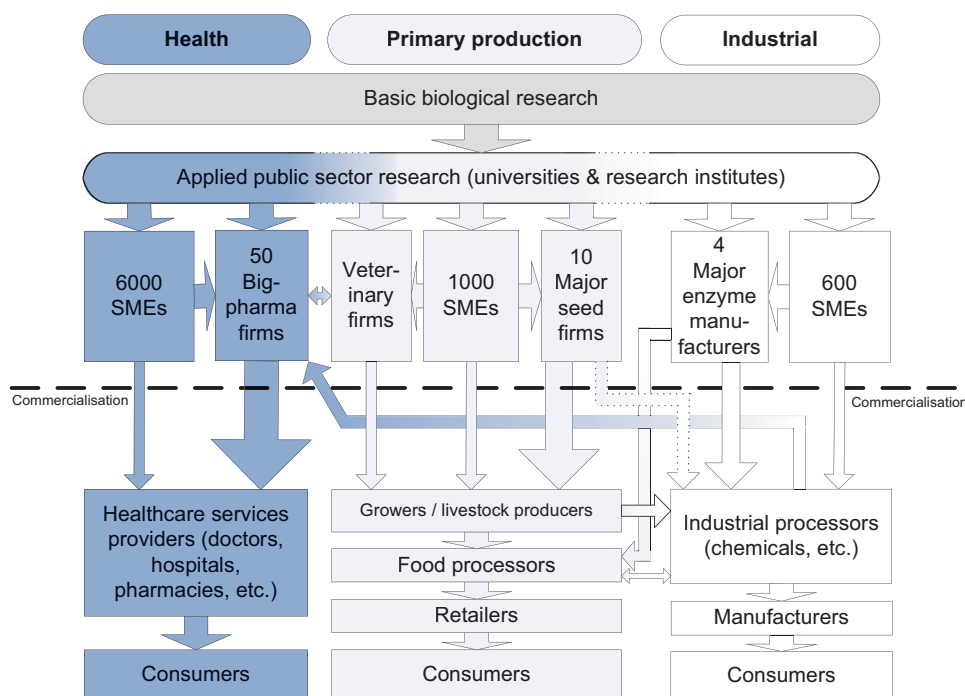 Health
Primary production
Industrial
Basic biological research
Applied public sector research (universities & research institutes)
6000
SMEs
50
Big-
pharma
firms
Veter-
inary
firms
1000
SMEs
10
Major
seed
firms
4
Major
enzyme
manu-
facturers
600
SMEs
Commercialisation
Commercialisation
Healthcare services
providers (doctors,
hospitals,
pharmacies, etc.)
Growers / livestock producers
Industrial processors
(chemicals, etc.)
Food processors
Retailers
Manufacturers
Consumers
Consumers
Consumers